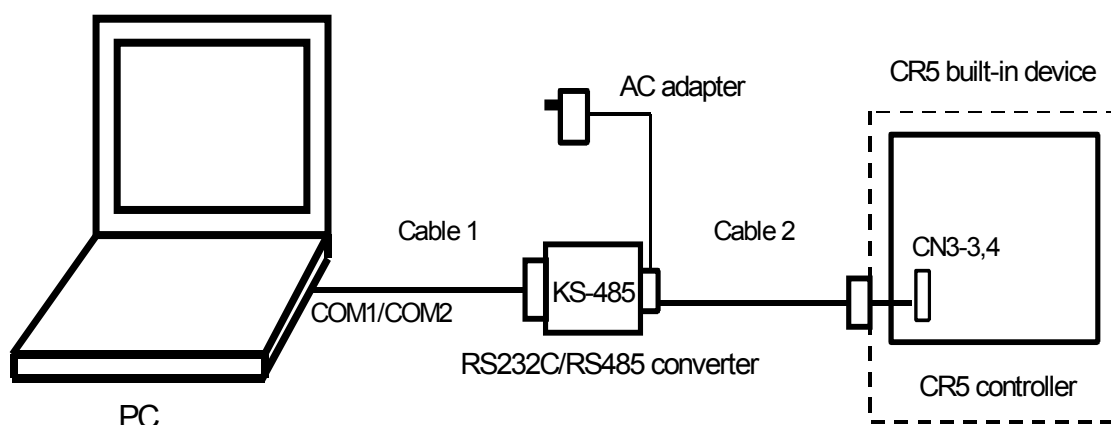 CR5 built-in device
AC adapter
Cable 1
Cable 2
CN3-3,4
KS-485
COM1/COM2
RS232C/RS485 converter
CR5 controller
PC